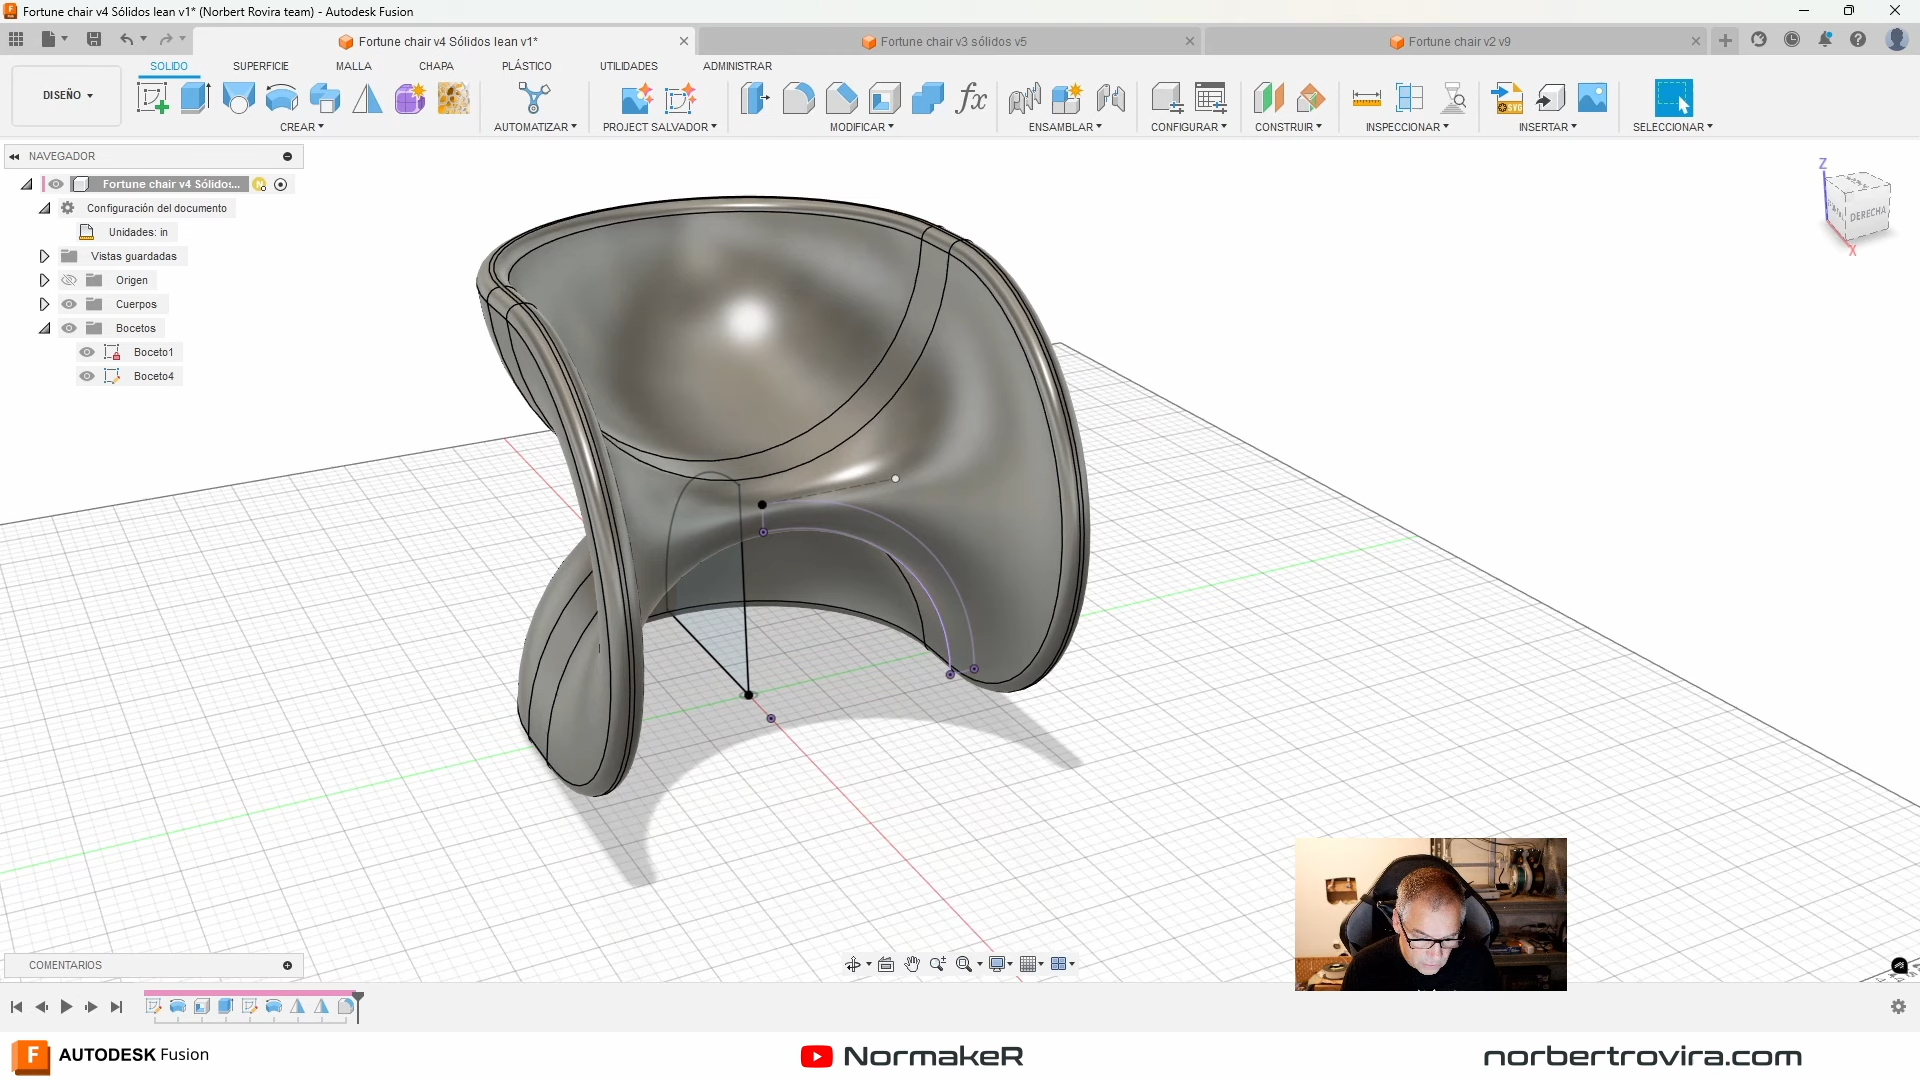 Fortune chair v4 Sólidos lean v1* (Norbert Rovira team) - Autodesk Fusion
Fortune chair v4 Sólidos lean v1*
Fortune chair v3 sólidos v5
Fortune chair v2 v9
DISEÑO
SOLIDO
SUPERFICIE
MALLA
CHAPA
PLÁSTICO
UTILIDADES
ADMINISTRAR
fx
SVG
CREAR
AUTOMATIZAR
PROJECT SALVADOR
MODIFICAR
ENSAMBLAR
CONFIGURAR
CONSTRUIR
INSPECCIONAR
INSERTAR
SELECCIONAR
NAVEGADOR
Fortune chair v4 Sólido:...
Configuración del documento
Unidades: in
Vistas guardadas
Origen
Cuerpos
Bocetos
Boceto1
Boceto4
Z
DERECHA
X
COMENTARIOS
F AUTODESK Fusion
NormakeR
norbertrovira.com